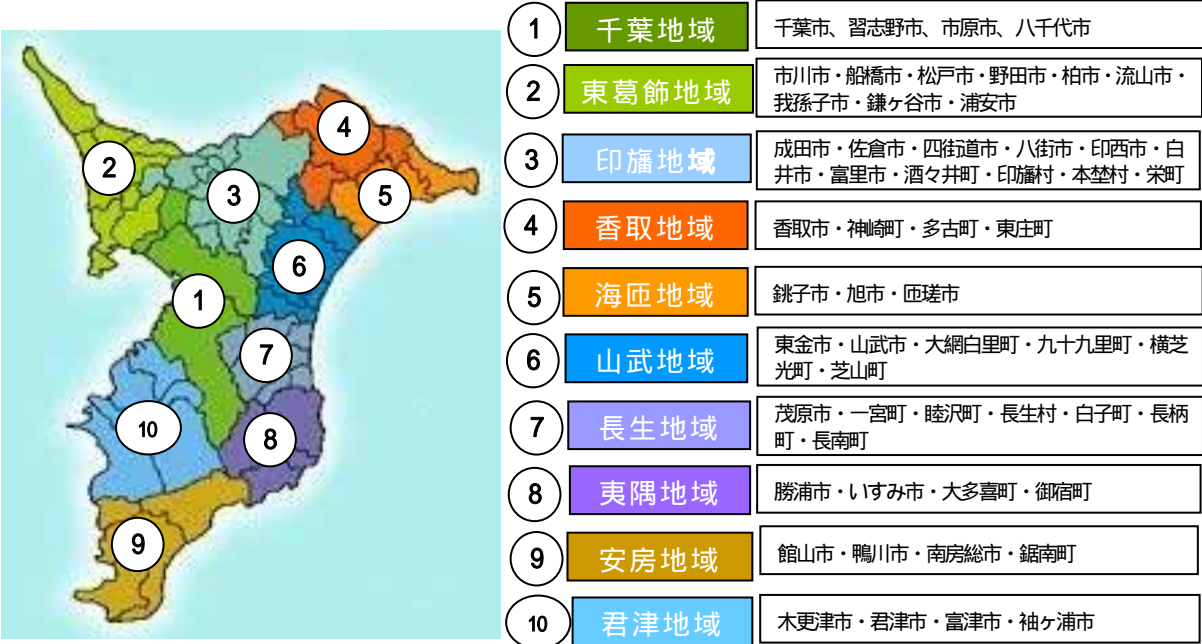 1
千葉地域
千葉市、習志野市、市原市、八千代市
2
東葛飾地域
市川市・船橋市・松戸市・野田市・柏市・流山市・
我孫子市・鎌ヶ谷市・浦安市
3
印旛地域
成田市・佐倉市・四街道市・八街市・印西市・白
井市・富里市・酒々井町・印旛村・本埜村・栄町
4
香取地域
香取市・神崎町・多古町・東庄町
5
海匝地域
銚子市・旭市・匝瑳市
6
山武地域
東金市・山武市・大網白里町・九十九里町・横芝
光町・芝山町
7
長生地域
茂原市・一宮町・睦沢町・長生村・白子町・長柄
町・長南町
8
夷隅地域
勝浦市・いすみ市・大多喜町・御宿町
9
安房地域
館山市・鴨川市・南房総市・鋸南町
10
君津地域
木更津市・君津市・富津市・袖ヶ浦市
4
2
3
5
6
1
7
10
8
9